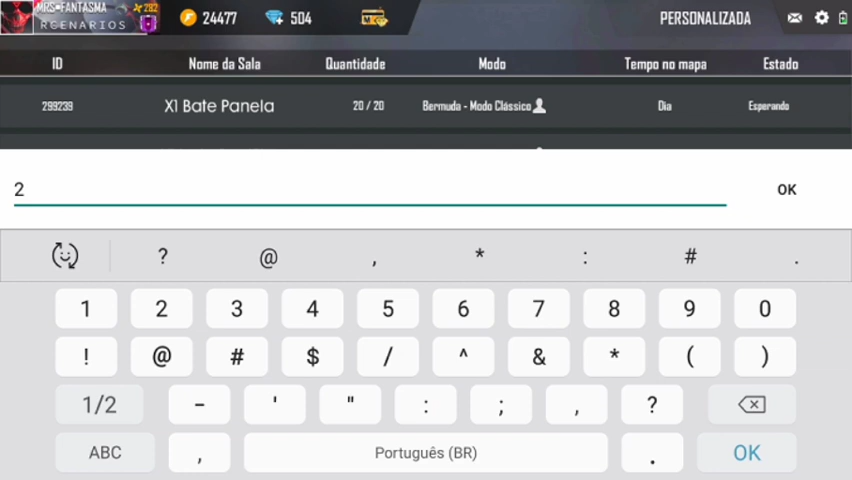 MRS•FANTASMA 282
RCENARIOS
24477
504
PERSONALIZADA
ID Nome da Sala Quantidade Modo Tempo no mapa Estado
299239 X1 Bate Panela 20 / 20 Bermuda - Modo Clássico Dia Esperando
2 OK
? @ , * : # .
1 2 3 4 5 6 7 8 9 0
! @ # $ / ^ & * ( )
1/2 - ' " : ; , ?
ABC , Português (BR) . OK